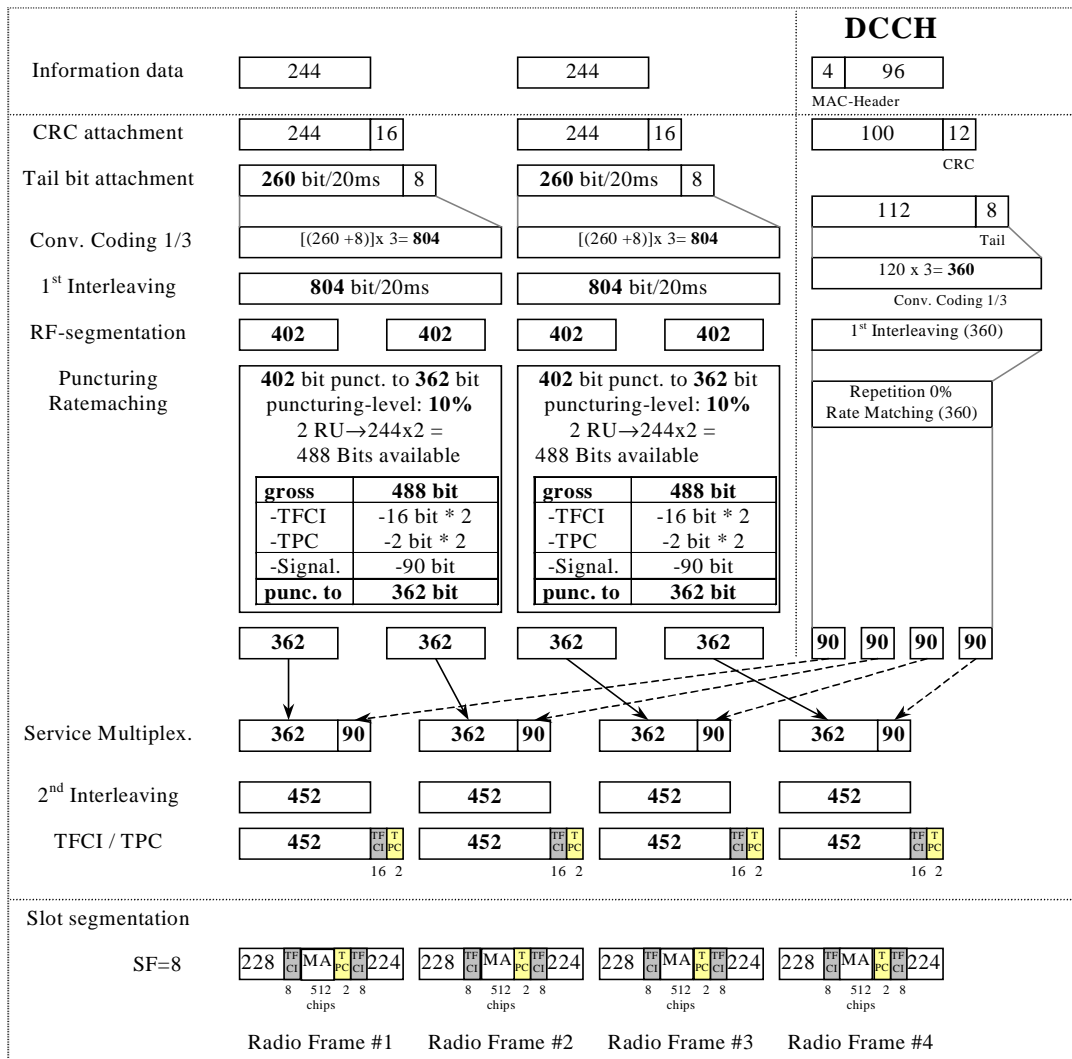 DCCH
Information data 244 244 4 96
MAC-Header
CRC attachment 244 16 244 16 100 12
CRC
Tail bit attachment 260 bit/20ms 8 260 bit/20ms 8
112 8
Tail
Conv. Coding 1/3 [(260 +8)]x 3= 804 [(260 +8)]x 3= 804
120 x 3= 360
Conv. Coding 1/3
1st Interleaving 804 bit/20ms 804 bit/20ms
RF-segmentation 402 402 402 402 1st Interleaving (360)
Puncturing
Ratemaching
402 bit punct. to 362 bit
puncturing-level: 10%
2 RU→244x2 =
488 Bits available
gross 488 bit
-TFCI -16 bit * 2
-TPC -2 bit * 2
-Signal. -90 bit
punc. to 362 bit
402 bit punct. to 362 bit
puncturing-level: 10%
2 RU→244x2 =
488 Bits available
gross 488 bit
-TFCI -16 bit * 2
-TPC -2 bit * 2
-Signal. -90 bit
punc. to 362 bit
Repetition 0%
Rate Matching (360)
362 362 362 362 90 90 90 90
Service Multiplex. 362 90 362 90 362 90 362 90
2nd Interleaving 452 452 452 452
TFCI / TPC 452 TF CI T PC 452 TF CI T PC 452 TF CI T PC 452 TF CI T PC
16 2 16 2 16 2 16 2
Slot segmentation
SF=8 228 TF CI MA T PC TF CI 224 228 TF CI MA T PC TF CI 224 228 TF CI MA T PC TF CI 224 228 TF CI MA T PC TF CI 224
8 512 2 8 8 512 2 8 8 512 2 8 8 512 2 8
chips chips chips chips
Radio Frame #1 Radio Frame #2 Radio Frame #3 Radio Frame #4